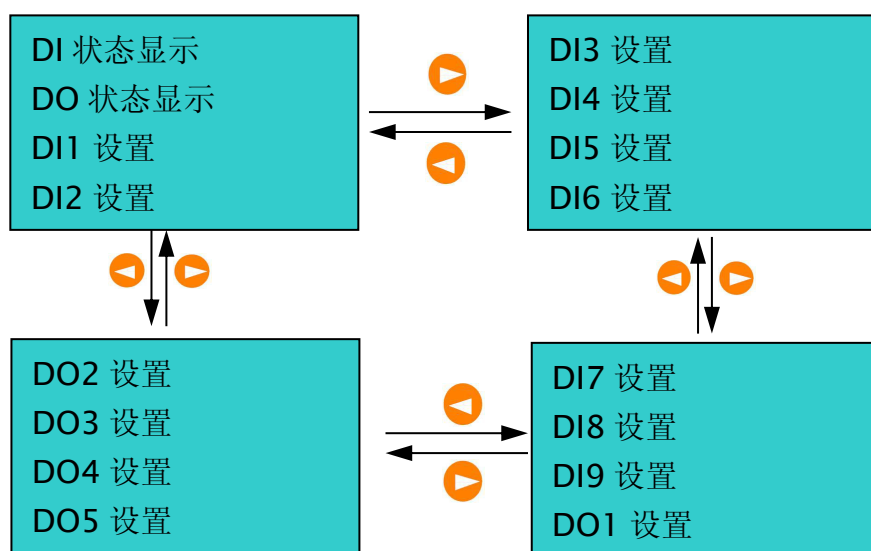 DI 状态显示
DO 状态显示
DI1 设置
DI2 设置
DI3 设置
DI4 设置
DI5 设置
DI6 设置
DO2 设置
DO3 设置
DO4 设置
DO5 设置
DI7 设置
DI8 设置
DI9 设置
DO1 设置